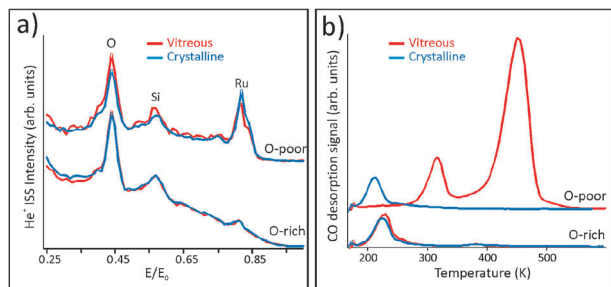 a)
Vitreous
Crystalline
O
Si
Ru
O-poor
O-rich
He⁺ ISS Intensity (arb. units)
0.25 0.45 0.65 0.85
E/E₀
b)
Vitreous
Crystalline
O-poor
O-rich
CO desorption signal (arb. units)
200 300 400 500
Temperature (K)